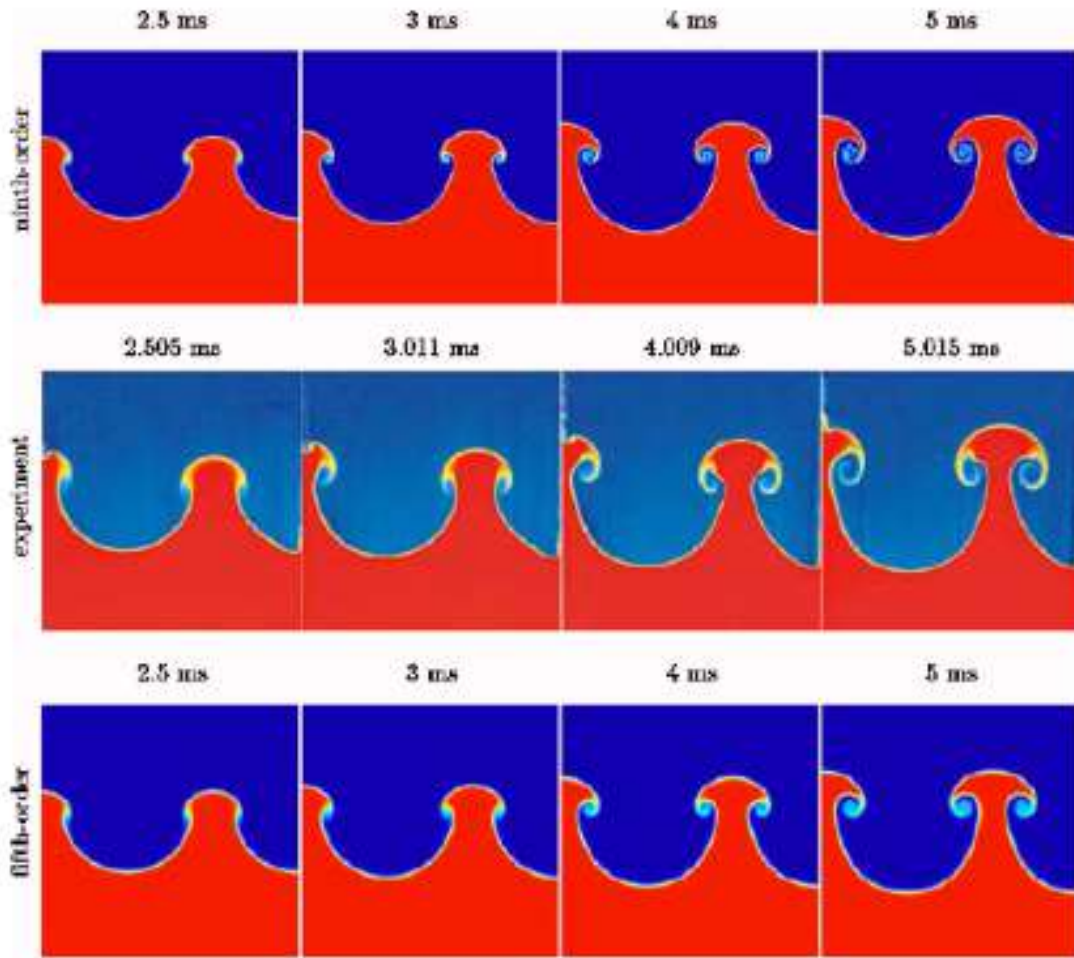 2.5 ms 3 ms 4 ms 5 ms
ninth-order
2.505 ms 3.011 ms 4.009 ms 5.015 ms
experiment
2.5 ms 3 ms 4 ms 5 ms
fifth-order